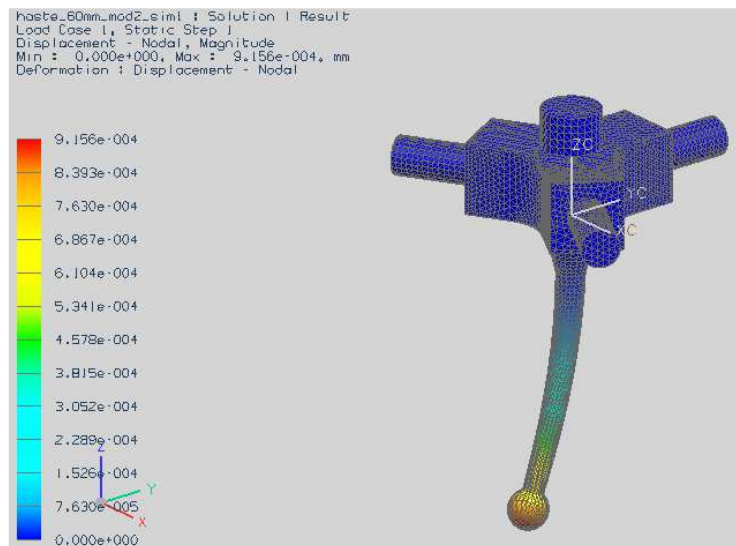 haste_60mm_mod2_sim1 : Solution 1 Result
Load Case 1, Static Step 1
Displacement - Nodal, Magnitude
Min : 0.000e+000, Max : 9.156e-004, mm
Deformation : Displacement - Nodal
9.156e-004
8.393e-004
7.630e-004
6.867e-004
6.104e-004
5.341e-004
4.578e-004
3.815e-004
3.052e-004
2.289e-004
1.526e-004
7.630e-005
0.000e+000
Z
Y
X
ZC
YC
XC